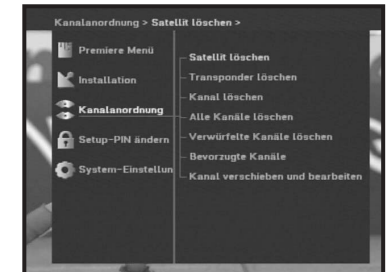 Kanalanordnung > Satellit löschen >
Premiere Menü
Installation
Kanalanordnung
Setup-PIN ändern
System-Einstellun
Satellit löschen
Transponder löschen
Kanal löschen
Alle Kanäle löschen
Verwürfelte Kanäle löschen
Bevorzugte Kanäle
Kanal verschieben und bearbeiten